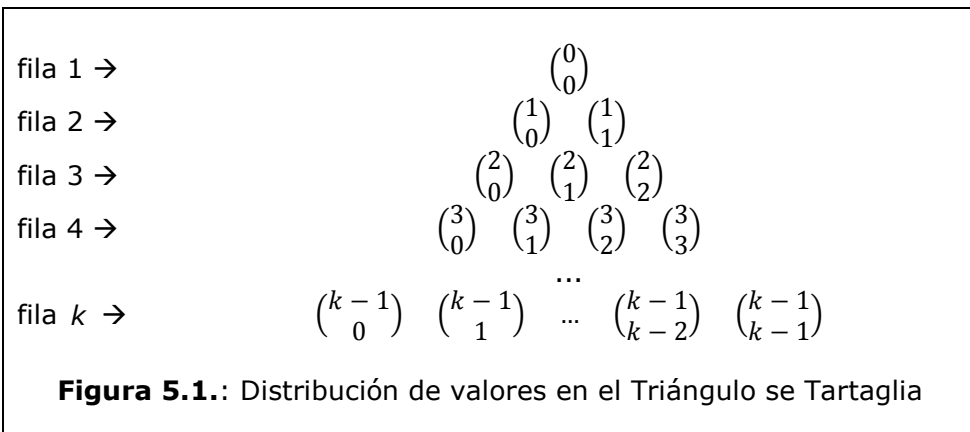 fila 1 → (0 0)
fila 2 → (1 0) (1 1)
fila 3 → (2 0) (2 1) (2 2)
fila 4 → (3 0) (3 1) (3 2) (3 3)
...
fila k → (k − 1 0) (k − 1 1) ... (k − 1 k − 2) (k − 1 k − 1)
Figura 5.1.: Distribución de valores en el Triángulo se Tartaglia